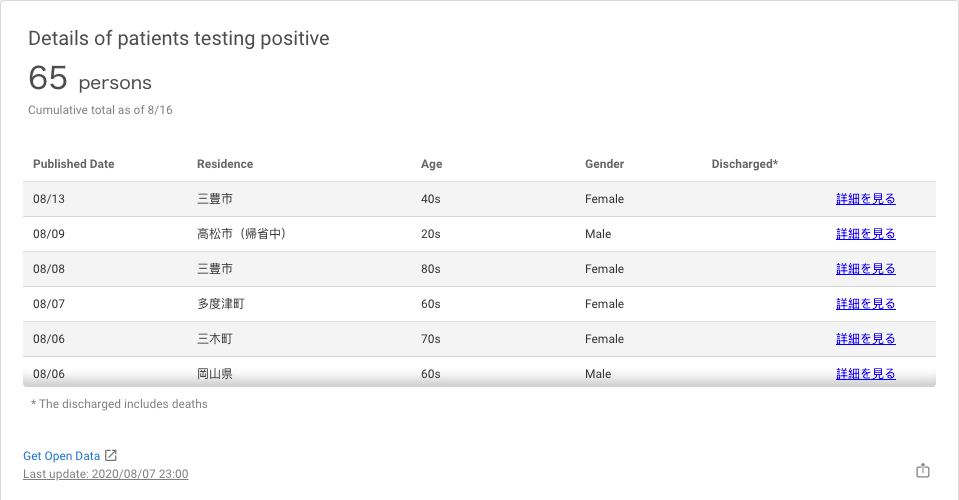 Details of patients testing positive
65 persons
Cumulative total as of 8/16
Published Date Residence Age Gender Discharged*
08/13 三豊市 40s Female 詳細を見る
08/09 高松市（帰省中） 20s Male 詳細を見る
08/08 三豊市 80s Female 詳細を見る
08/07 多度津町 60s Female 詳細を見る
08/06 三木町 70s Female 詳細を見る
08/06 岡山県 60s Male 詳細を見る
* The discharged includes deaths
Get Open Data
Last update: 2020/08/07 23:00